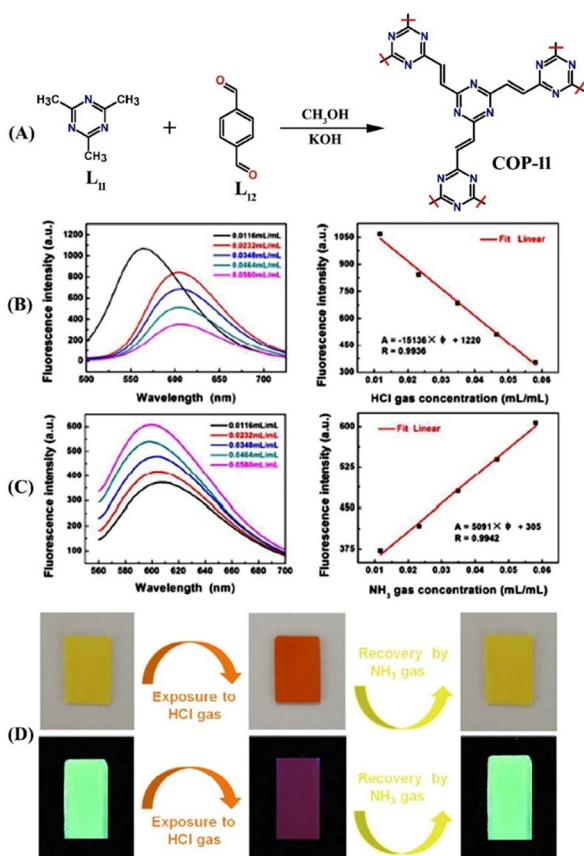 (A)
H3C
N
N
N
CH3
CH3
L11
+
O
O
L12
CH3OH
KOH
N
N
N
N
N
N
N
N
N
N
N
N
COP-11
(B)
Fluorescence intensity (a.u.)
1200
1000
800
600
400
200
0
500
550
600
650
700
Wavelength (nm)
0.0116mL/mL
0.0232mL/mL
0.0348mL/mL
0.0464mL/mL
0.0580mL/mL
Fluorescence intensity (a.u.)
1050
900
750
600
450
300
Fit Linear
A = -15136× ψ + 1220
R = 0.9936
0.01
0.02
0.03
0.04
0.05
0.06
HCl gas concentration (mL/mL)
(C)
Fluorescence intensity (a.u.)
600
500
400
300
200
100
560
580
600
620
640
660
680
700
Wavelength (nm)
0.0116mL/mL
0.0232mL/mL
0.0348mL/mL
0.0464mL/mL
0.0580mL/mL
Fluorescence intensity (a.u.)
600
525
450
375
Fit Linear
A = 5091× ψ + 305
R = 0.9942
0.01
0.02
0.03
0.04
0.05
0.06
NH3 gas concentration (mL/mL)
(D)
Exposure to
HCl gas
Recovery by
NH3 gas
Exposure to
HCl gas
Recovery by
NH3 gas